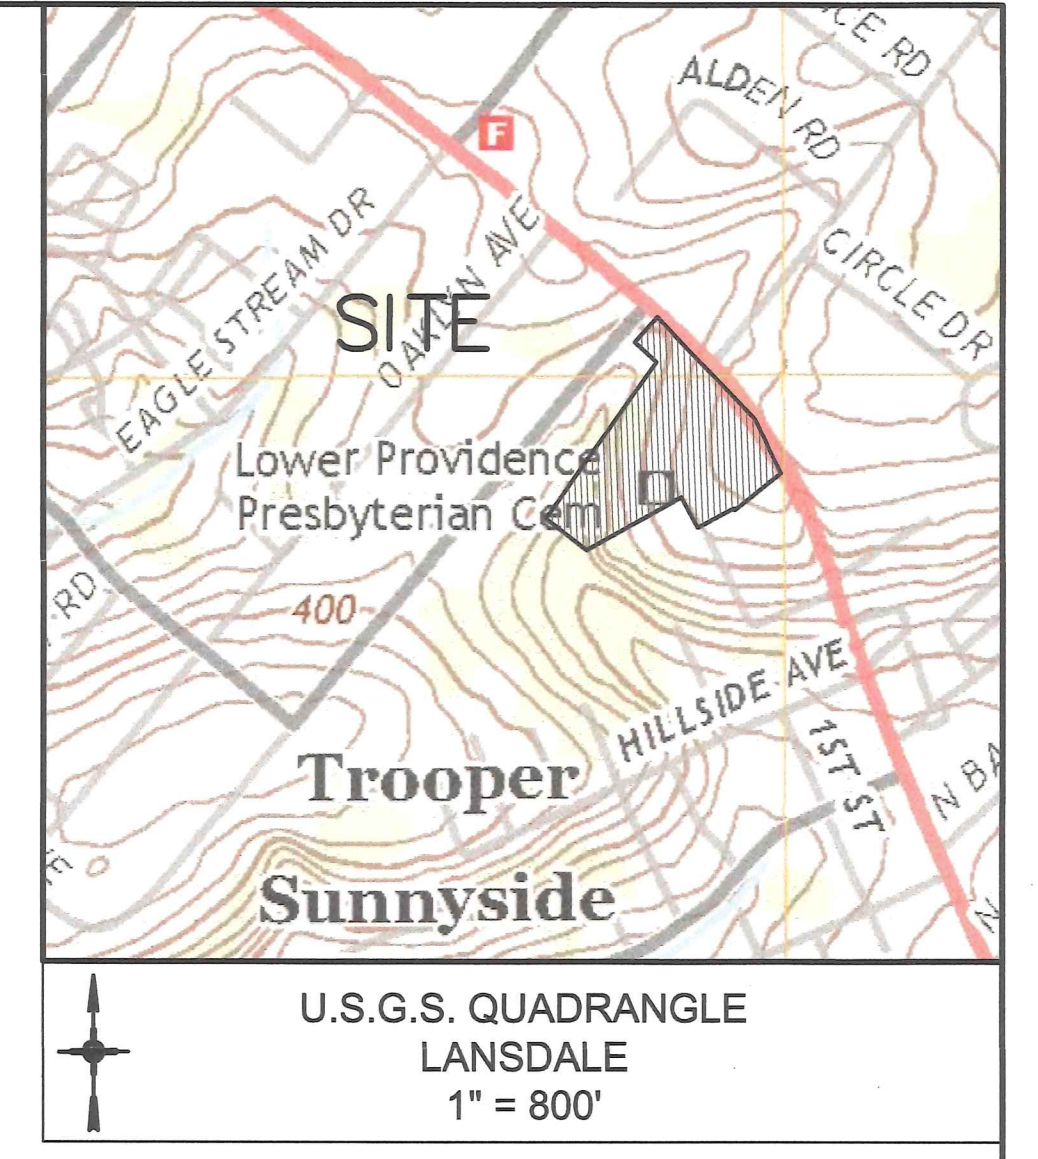 ALDEN RD
CIRCLE DR
F
EAGLE STREAM DR
OAKLYN AVE
SITE
Lower Providence
Presbyterian Cem
RD
400
HILLSIDE AVE
1ST ST
Trooper
Sunnyside
U.S.G.S. QUADRANGLE
LANSDALE
1" = 800'